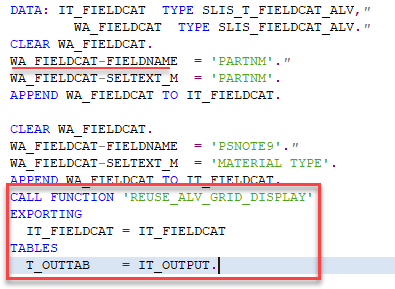 DATA: IT_FIELDCAT TYPE SLIS_T_FIELDCAT_ALV,"
WA_FIELDCAT TYPE SLIS_FIELDCAT_ALV."
CLEAR WA_FIELDCAT.
WA_FIELDCAT-FIELDNAME = 'PARTNM'."
WA_FIELDCAT-SELTEXT_M = 'PARTNM'.
APPEND WA_FIELDCAT TO IT_FIELDCAT.
CLEAR WA_FIELDCAT.
WA_FIELDCAT-FIELDNAME = 'PSNOTE9'."
WA_FIELDCAT-SELTEXT_M = 'MATERIAL TYPE'.
APPEND WA_FIELDCAT TO IT_FIELDCAT.
CALL FUNCTION 'REUSE_ALV_GRID_DISPLAY'
EXPORTING
IT_FIELDCAT = IT_FIELDCAT
TABLES
T_OUTTAB = IT_OUTPUT.